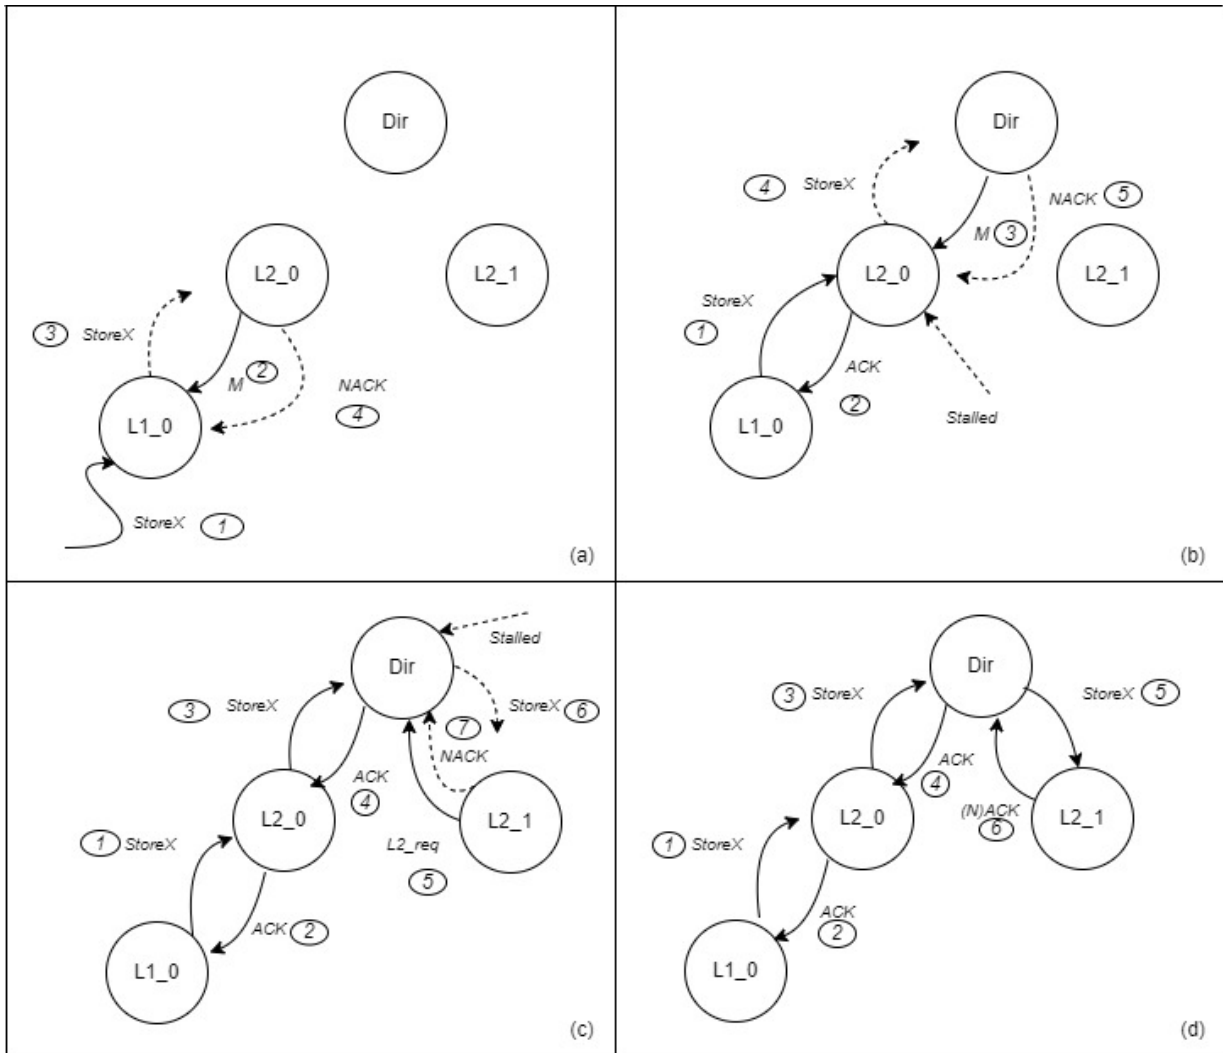 Dir
L2_0
L2_1
3 StoreX
M 2
NACK
4
L1_0
StoreX 1
(a)
Dir
4 StoreX
NACK 5
M 3
L2_0
L2_1
StoreX
1
ACK
2
L1_0
Stalled
(b)
Stalled
Dir
3 StoreX
StoreX 6
7
NACK
ACK
4
L2_0
L2_1
1 StoreX
L2_req
5
ACK 2
L1_0
(c)
Dir
3 StoreX
StoreX 5
ACK
4
L2_0
(N)ACK
6
L2_1
1 StoreX
ACK
2
L1_0
(d)